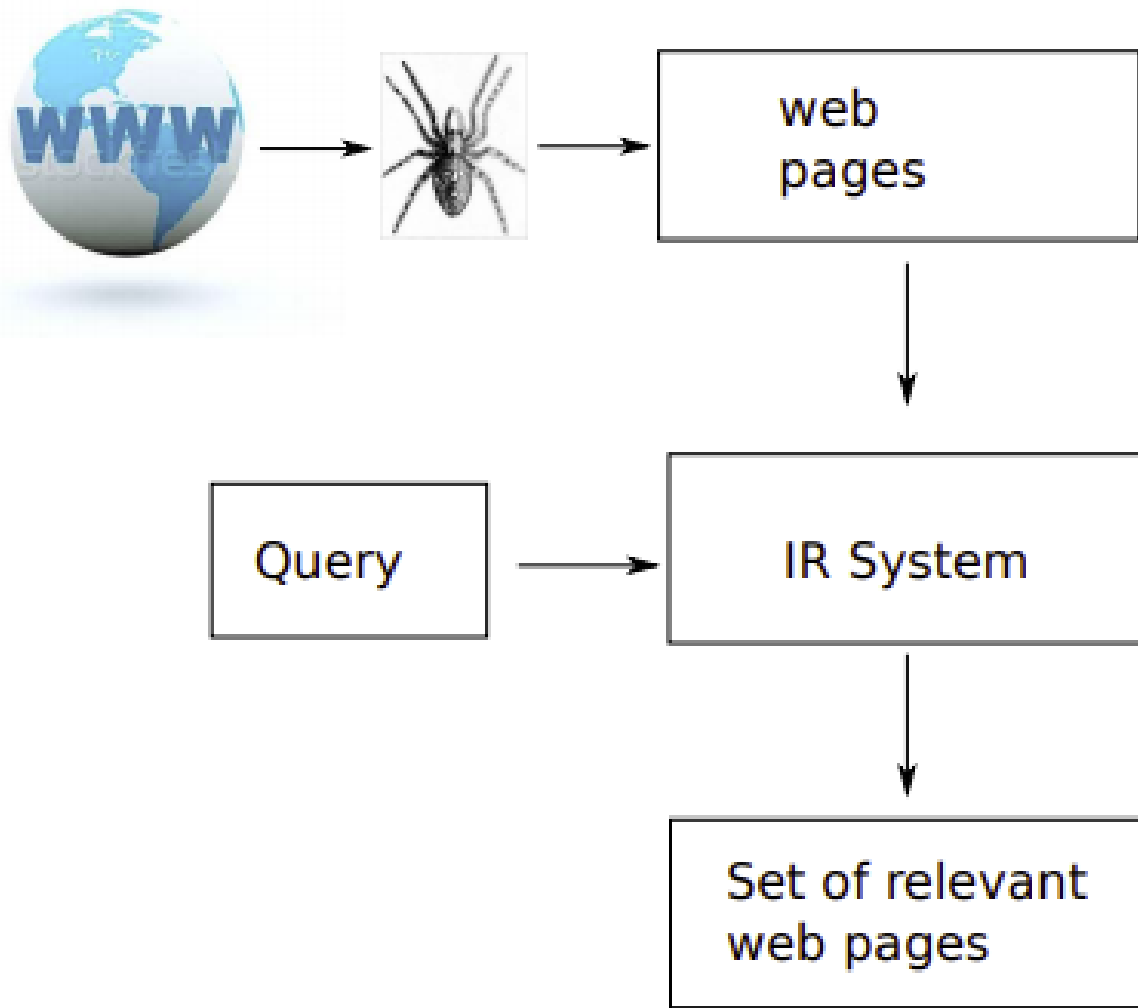 WWW
web
pages
Query
IR System
Set of relevant
web pages